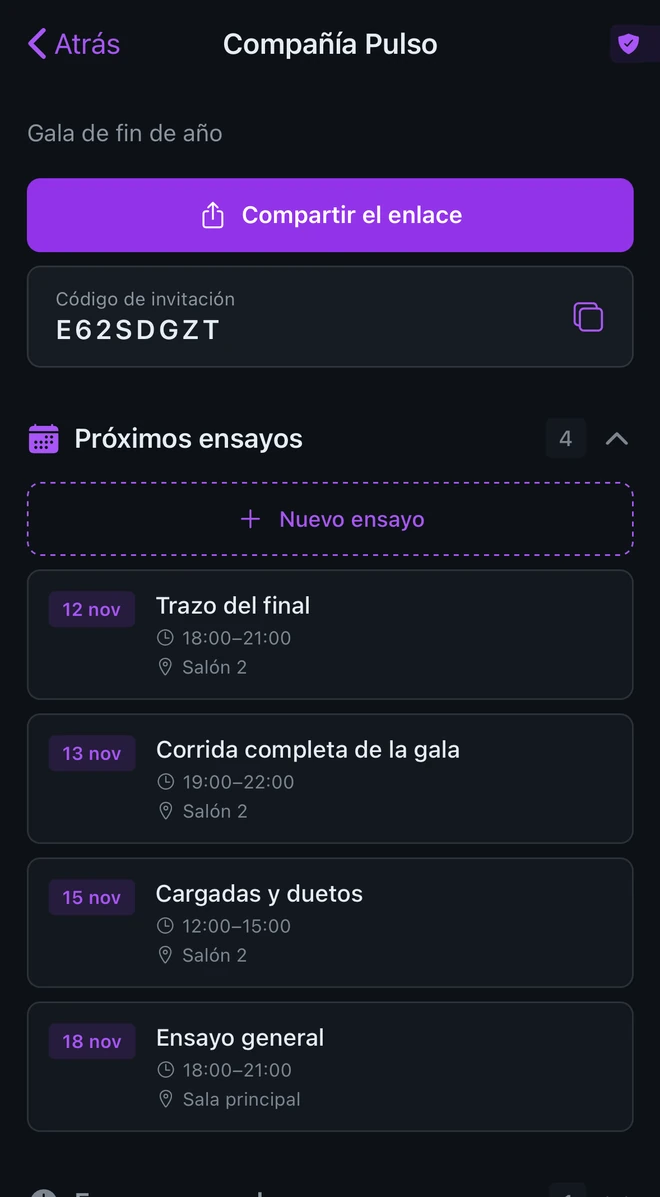 Atrás
Compañía Pulso
Gala de fin de año
Compartir el enlace
Código de invitación
E62SDGZT
Próximos ensayos
4
Nuevo ensayo
12 nov
Trazo del final
18:00–21:00
Salón 2
13 nov
Corrida completa de la gala
19:00–22:00
Salón 2
15 nov
Cargadas y duetos
12:00–15:00
Salón 2
18 nov
Ensayo general
18:00–21:00
Sala principal